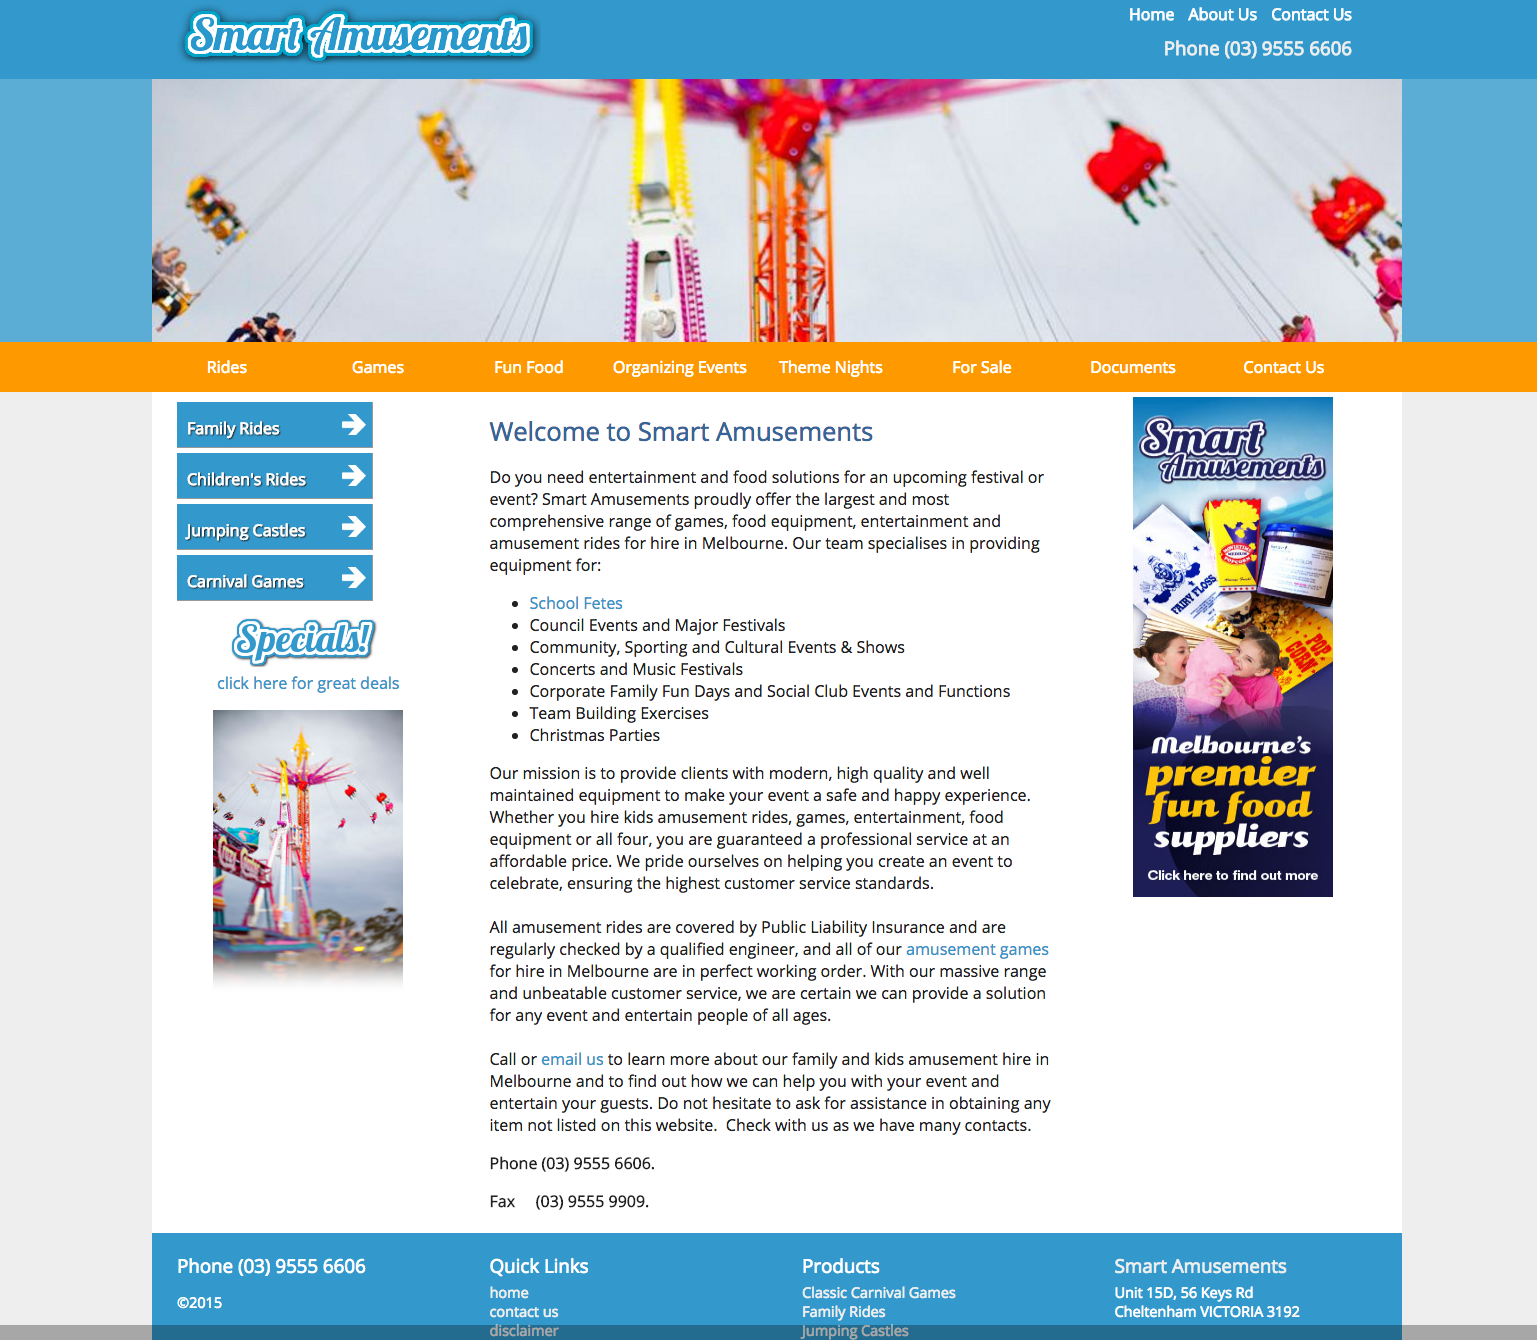 Smart Amusements
Home About Us Contact Us
Phone (03) 9555 6606
Rides Games Fun Food Organizing Events Theme Nights For Sale Documents Contact Us
Family Rides
Children's Rides
Jumping Castles
Carnival Games
Specials!
click here for great deals
Welcome to Smart Amusements
Do you need entertainment and food solutions for an upcoming festival or
event? Smart Amusements proudly offer the largest and most
comprehensive range of games, food equipment, entertainment and
amusement rides for hire in Melbourne. Our team specialises in providing
equipment for:
School Fetes
Council Events and Major Festivals
Community, Sporting and Cultural Events & Shows
Concerts and Music Festivals
Corporate Family Fun Days and Social Club Events and Functions
Team Building Exercises
Christmas Parties
Our mission is to provide clients with modern, high quality and well
maintained equipment to make your event a safe and happy experience.
Whether you hire kids amusement rides, games, entertainment, food
equipment or all four, you are guaranteed a professional service at an
affordable price. We pride ourselves on helping you create an event to
celebrate, ensuring the highest customer service standards.
All amusement rides are covered by Public Liability Insurance and are
regularly checked by a qualified engineer, and all of our amusement games
for hire in Melbourne are in perfect working order. With our massive range
and unbeatable customer service, we are certain we can provide a solution
for any event and entertain people of all ages.
Call or email us to learn more about our family and kids amusement hire in
Melbourne and to find out how we can help you with your event and
entertain your guests. Do not hesitate to ask for assistance in obtaining any
item not listed on this website. Check with us as we have many contacts.
Phone (03) 9555 6606.
Fax (03) 9555 9909.
Smart
Amusements
POPCORN
FAIRY FLOSS
POP
CORN
Melbourne's
premier
fun food
suppliers
Click here to find out more
Phone (03) 9555 6606
©2015
Quick Links
home
contact us
disclaimer
Products
Classic Carnival Games
Family Rides
Jumping Castles
Smart Amusements
Unit 15D, 56 Keys Rd
Cheltenham VICTORIA 3192